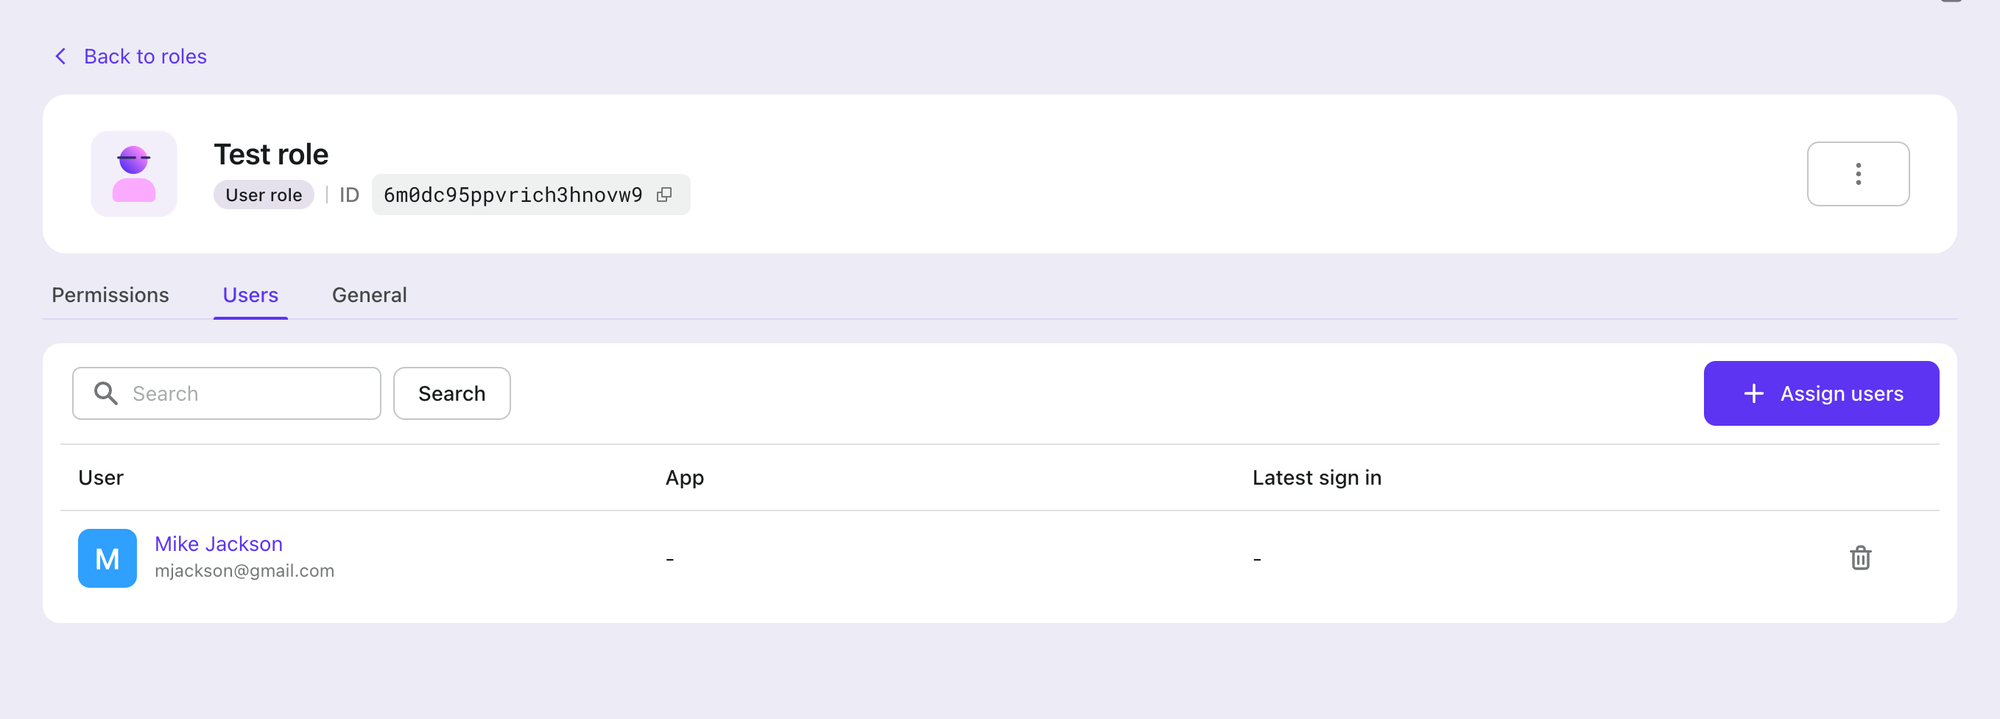 Back to roles
Test role
User role | ID 6m0dc95ppvrich3hnovw9
Permissions Users General
Search Search + Assign users
User App Latest sign in
M Mike Jackson - -
mjackson@gmail.com